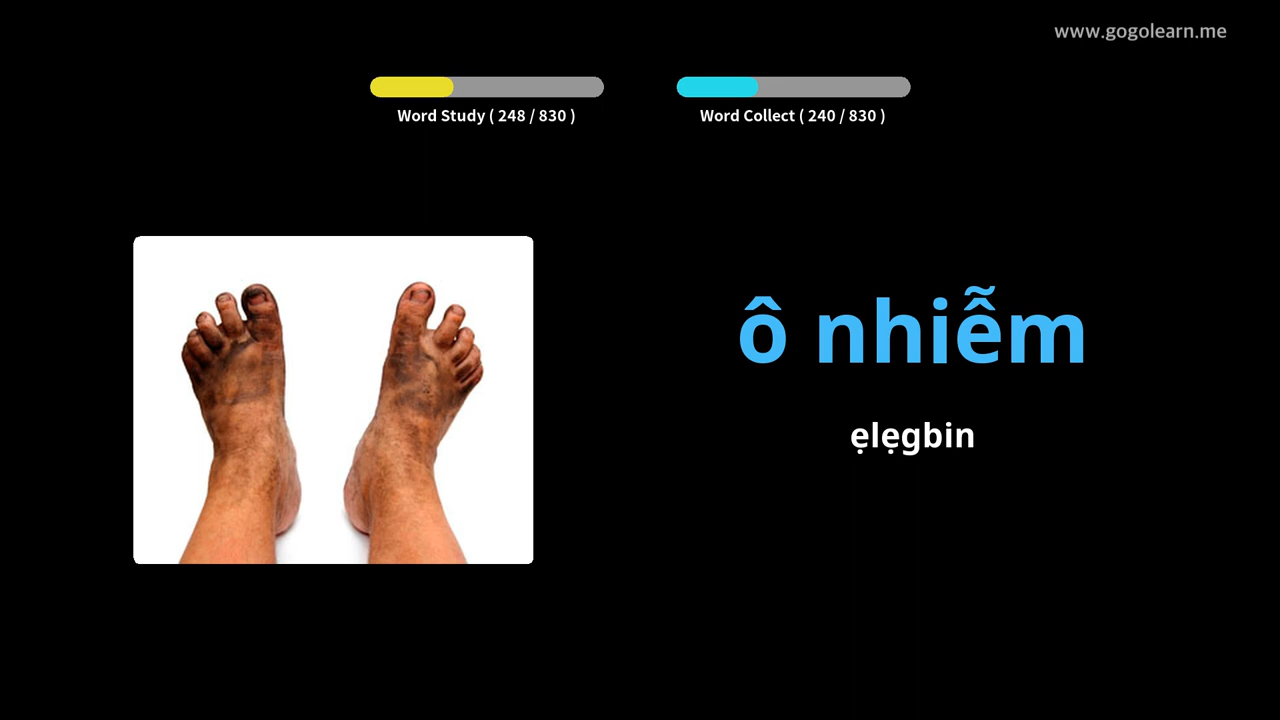 www.gogolearn.me
Word Study ( 248 / 830 )
Word Collect ( 240 / 830 )
ô nhiễm
ẹlẹgbin